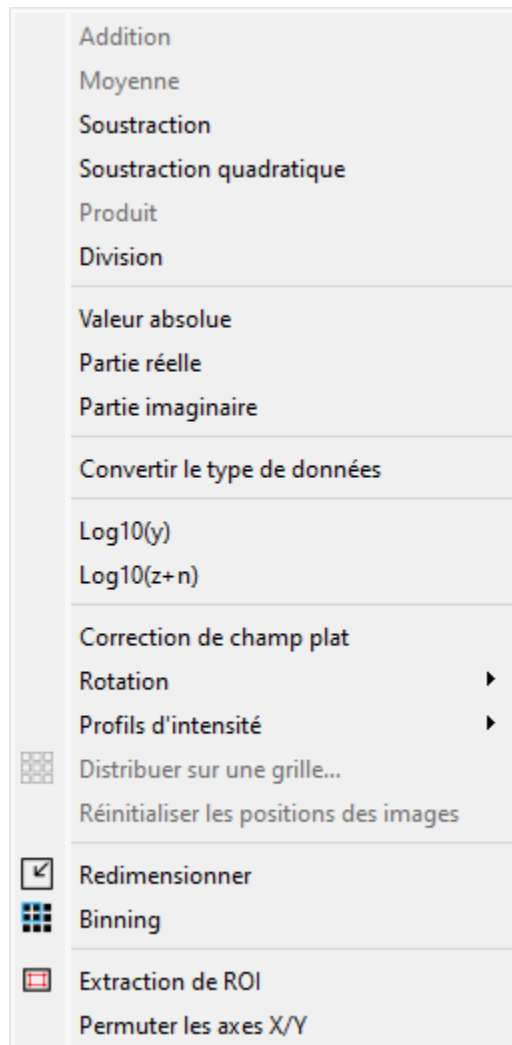 Addition
Moyenne
Soustraction
Soustraction quadratique
Produit
Division
Valeur absolue
Partie réelle
Partie imaginaire
Convertir le type de données
Log10(y)
Log10(z+n)
Correction de champ plat
Rotation
Profils d'intensité
Distribuer sur une grille...
Réinitialiser les positions des images
Redimensionner
Binning
Extraction de ROI
Permuter les axes X/Y